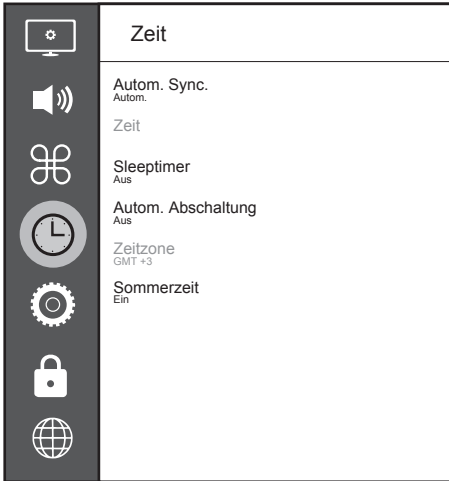 Zeit
Autom. Sync.
Autom.
Zeit
Sleeptimer
Aus
Autom. Abschaltung
Aus
Zeitzone
GMT +3
Sommerzeit
Ein